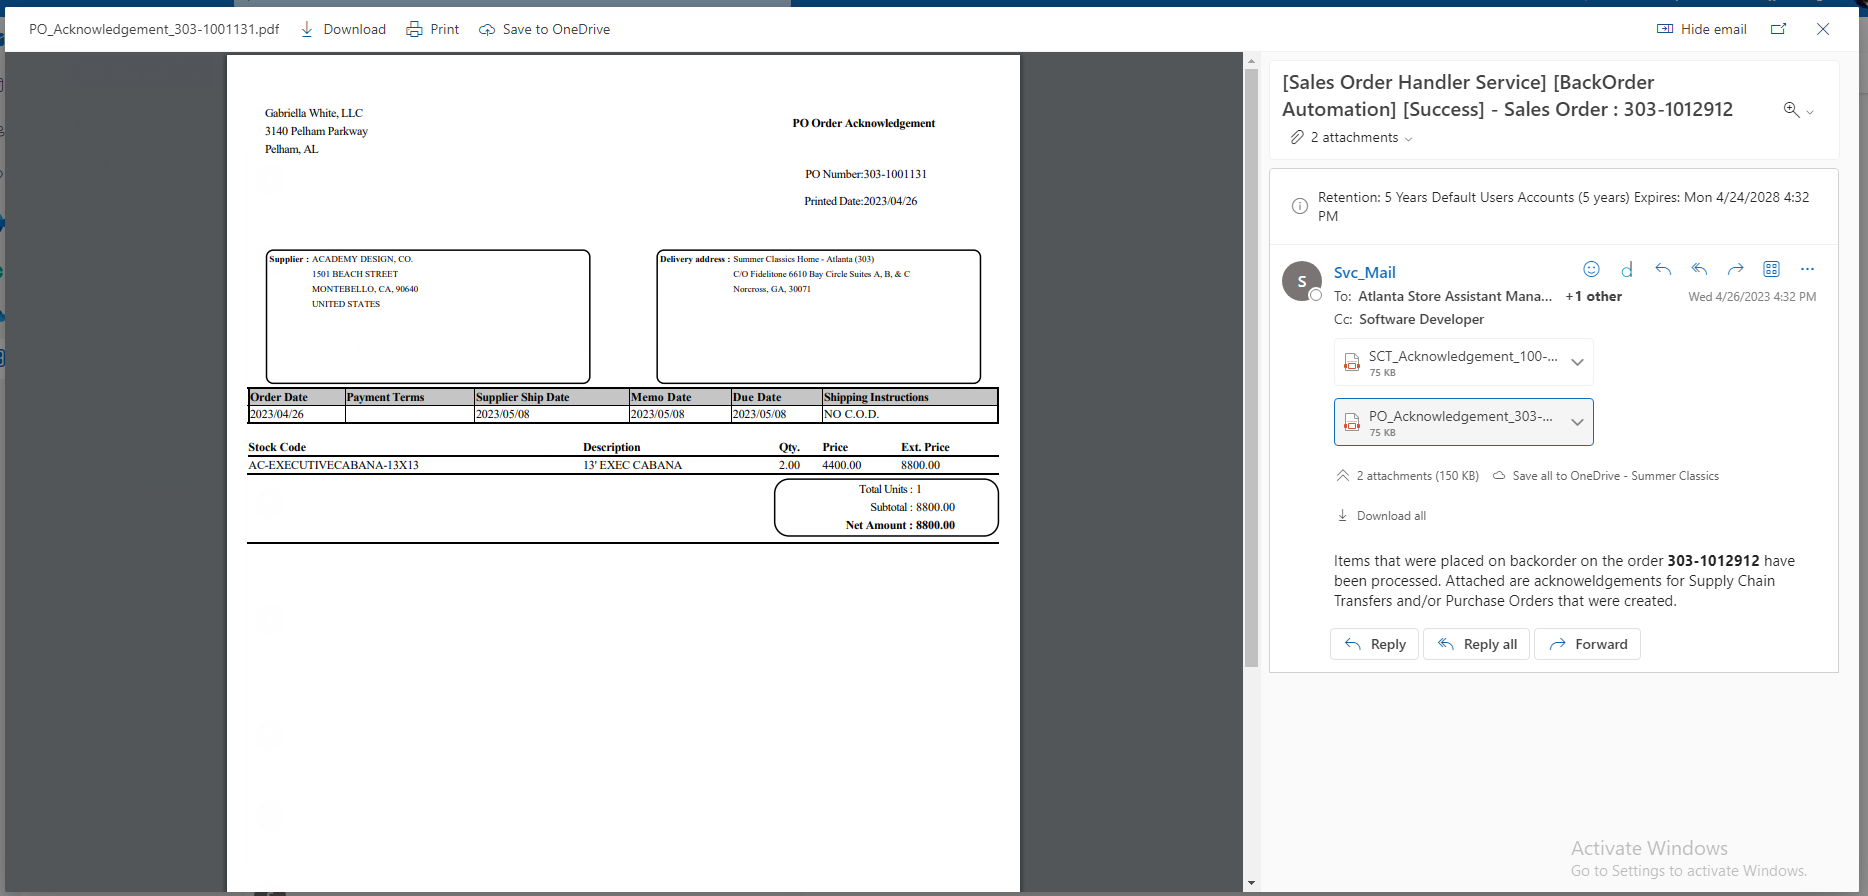 PO_Acknowledgement_303-1001131.pdf Download Print Save to OneDrive Hide email
Gabriella White, LLC
3140 Pelham Parkway
Pelham, AL
PO Order Acknowledgement
PO Number:303-1001131
Printed Date:2023/04/26
Supplier : ACADEMY DESIGN, CO.
1501 BEACH STREET
MONTEBELLO, CA, 90640
UNITED STATES
Delivery address : Summer Classics Home - Atlanta (303)
C/O Fidelitone 6610 Bay Circle Suites A, B, & C
Norcross, GA, 30071
Order Date Payment Terms Supplier Ship Date Memo Date Due Date Shipping Instructions
2023/04/26 2023/05/08 2023/05/08 2023/05/08 NO C.O.D.
Stock Code Description Qty. Price Ext. Price
AC-EXECUTIVECABANA-13X13 13' EXEC CABANA 2.00 4400.00 8800.00
Total Units : 1
Subtotal : 8800.00
Net Amount : 8800.00
[Sales Order Handler Service] [BackOrder
Automation] [Success] - Sales Order : 303-1012912
2 attachments
Retention: 5 Years Default Users Accounts (5 years) Expires: Mon 4/24/2028 4:32
PM
S
Svc_Mail
To: Atlanta Store Assistant Mana... +1 other Wed 4/26/2023 4:32 PM
Cc: Software Developer
SCT_Acknowledgement_100-...
75 KB
PO_Acknowledgement_303-...
75 KB
2 attachments (150 KB) Save all to OneDrive - Summer Classics
Download all
Items that were placed on backorder on the order 303-1012912 have
been processed. Attached are acknoweldgements for Supply Chain
Transfers and/or Purchase Orders that were created.
Reply Reply all Forward
Activate Windows
Go to Settings to activate Windows.